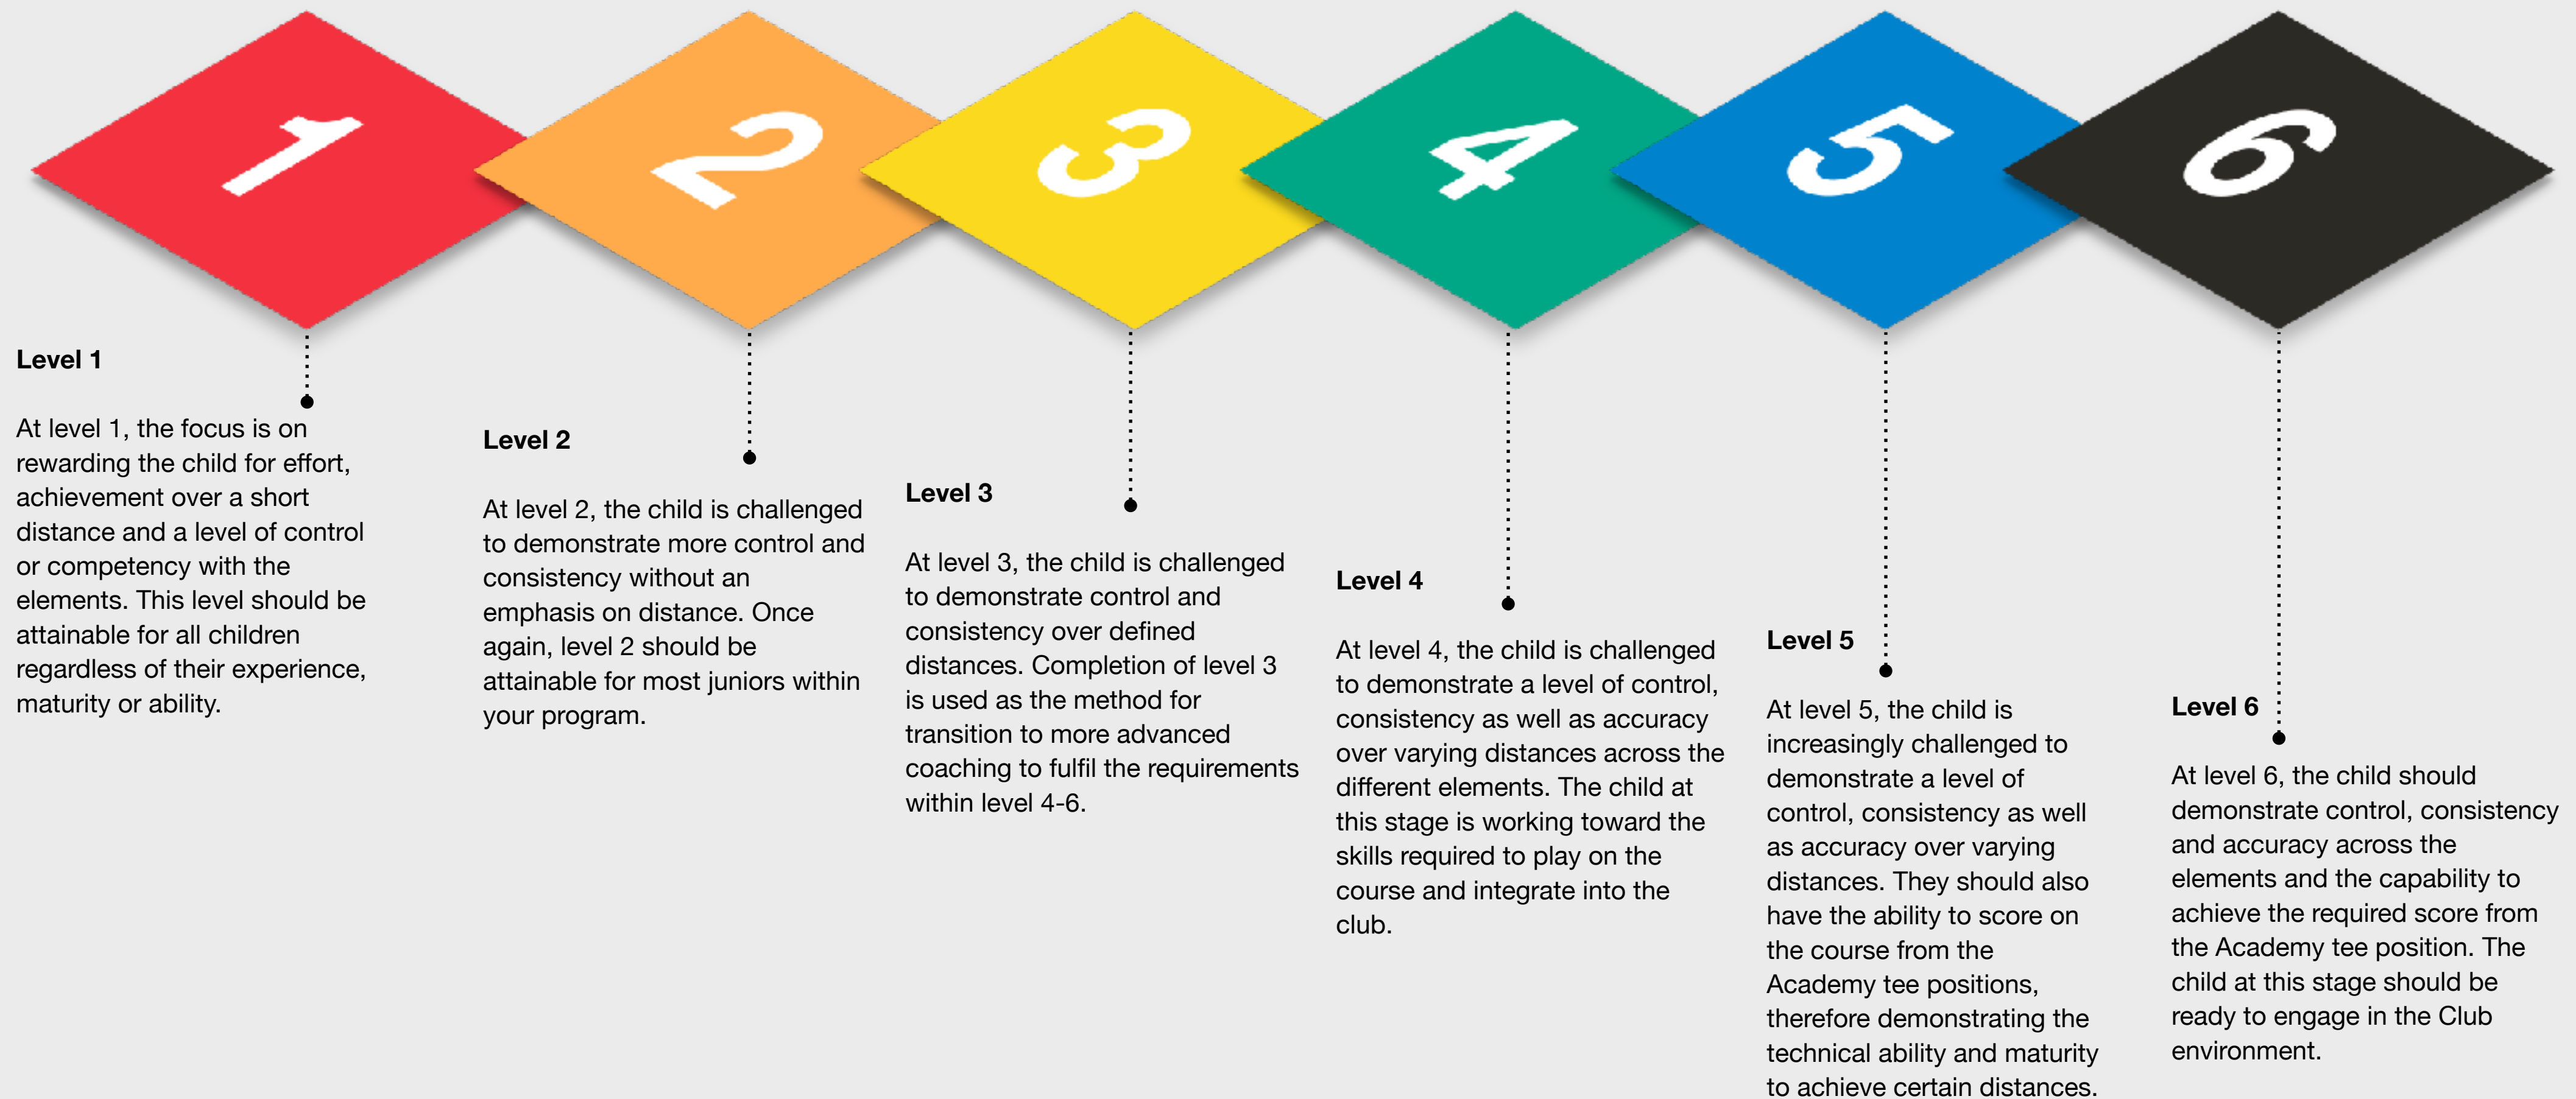 1
2
3
4
5
6
Level 1
At level 1, the focus is on
rewarding the child for effort,
achievement over a short
distance and a level of control
or competency with the
elements. This level should be
attainable for all children
regardless of their experience,
maturity or ability.
Level 2
At level 2, the child is challenged
to demonstrate more control and
consistency without an
emphasis on distance. Once
again, level 2 should be
attainable for most juniors within
your program.
Level 3
At level 3, the child is challenged
to demonstrate control and
consistency over defined
distances. Completion of level 3
is used as the method for
transition to more advanced
coaching to fulfil the requirements
within level 4-6.
Level 4
At level 4, the child is challenged
to demonstrate a level of control,
consistency as well as accuracy
over varying distances across the
different elements. The child at
this stage is working toward the
skills required to play on the
course and integrate into the
club.
Level 5
At level 5, the child is
increasingly challenged to
demonstrate a level of
control, consistency as well
as accuracy over varying
distances. They should also
have the ability to score on
the course from the
Academy tee positions,
therefore demonstrating the
technical ability and maturity
to achieve certain distances.
Level 6
At level 6, the child should
demonstrate control, consistency
and accuracy across the
elements and the capability to
achieve the required score from
the Academy tee position. The
child at this stage should be
ready to engage in the Club
environment.